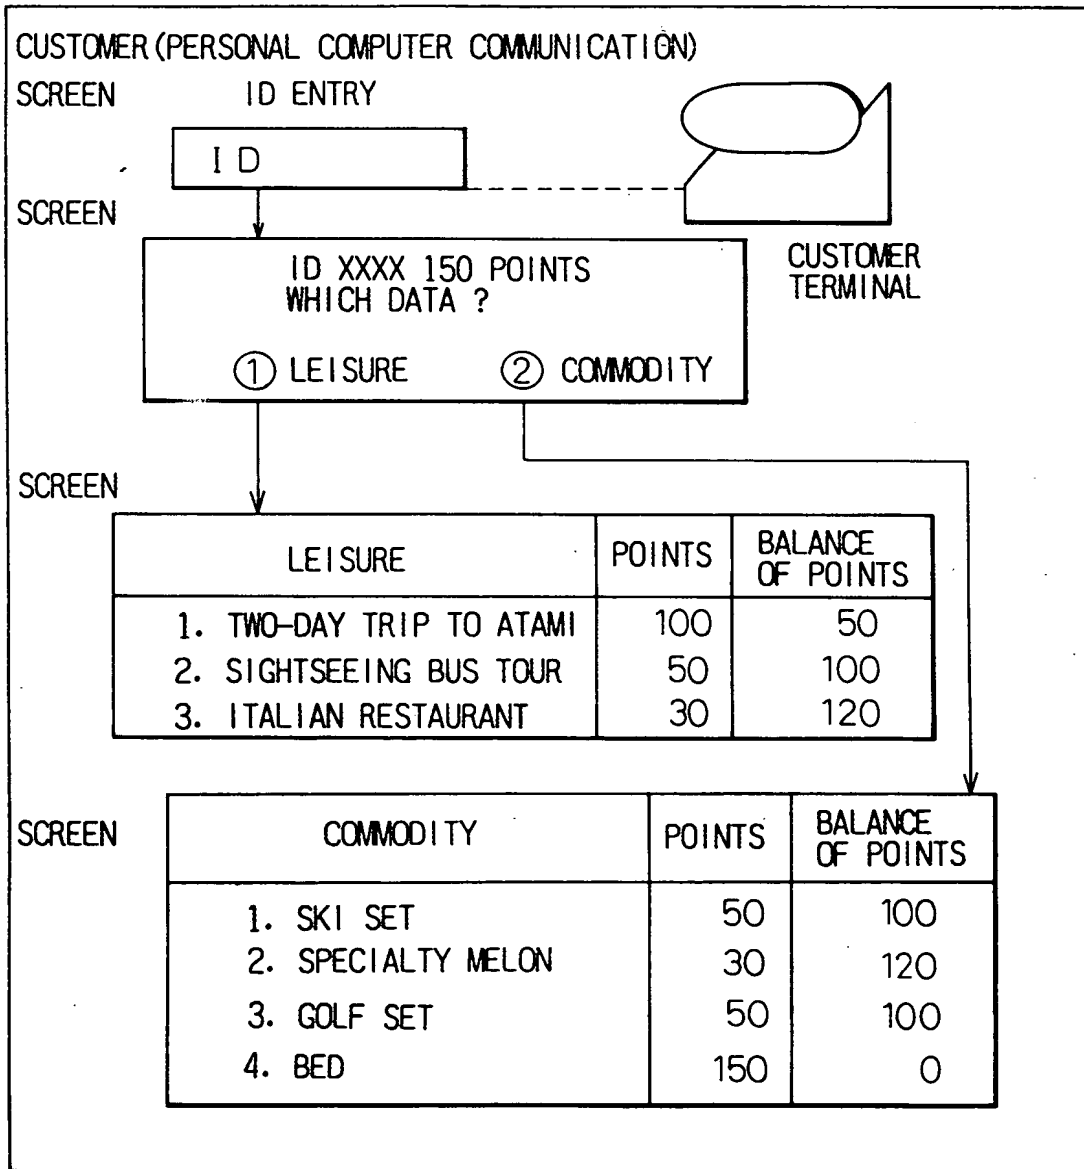 CUSTOMER (PERSONAL COMPUTER COMMUNICATION)
SCREEN ID ENTRY
ID
SCREEN
CUSTOMER
TERMINAL
ID XXXX 150 POINTS
WHICH DATA ?
① LEISURE ② COMMODITY
SCREEN
LEISURE POINTS BALANCE
OF POINTS
1. TWO-DAY TRIP TO ATAMI 100 50
2. SIGHTSEEING BUS TOUR 50 100
3. ITALIAN RESTAURANT 30 120
SCREEN
COMMODITY POINTS BALANCE
OF POINTS
1. SKI SET 50 100
2. SPECIALTY MELON 30 120
3. GOLF SET 50 100
4. BED 150 0